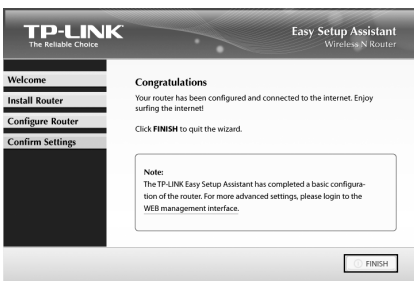 TP-LINK
The Reliable Choice
Easy Setup Assistant
Wireless N Router
Welcome
Install Router
Configure Router
Confirm Settings
Congratulations
Your router has been configured and connected to the internet. Enjoy
surfing the internet!
Click FINISH to quit the wizard.
Note:
The TP-LINK Easy Setup Assistant has completed a basic configura-
tion of the router. For more advanced settings, please login to the
WEB management interface.
FINISH